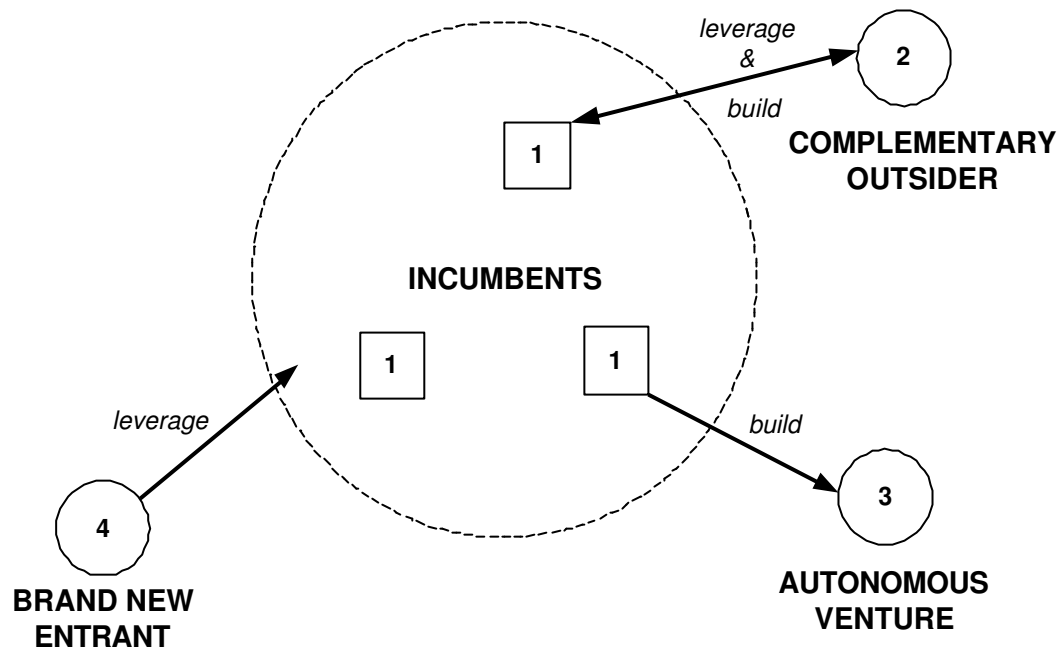 leverage
&
build
2
COMPLEMENTARY
OUTSIDER
1
INCUMBENTS
1
1
leverage
build
4
3
BRAND NEW
ENTRANT
AUTONOMOUS
VENTURE